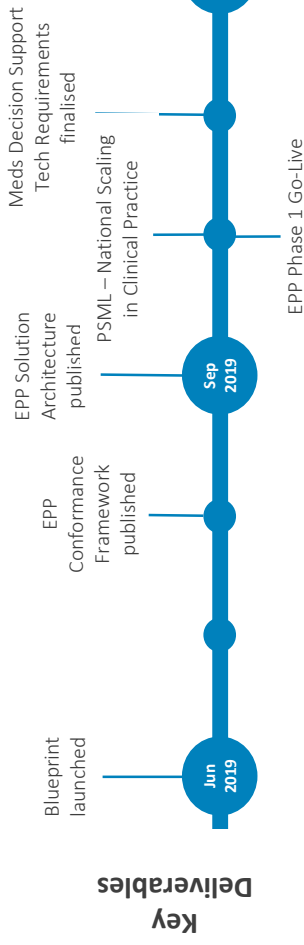 Key
Deliverables
Blueprint
launched
Jun
2019
EPP
Conformance
Framework
published
EPP Solution
Architecture
published
Sep
2019
PSML – National Scaling
in Clinical Practice
EPP Phase 1 Go-Live
Meds Decision Support
Tech Requirements
finalised